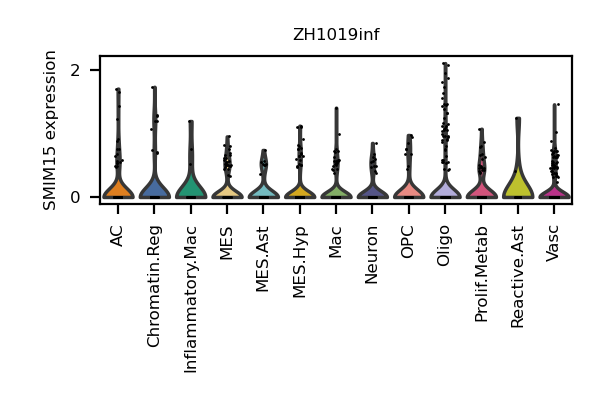 ZH1019inf
SMIM15 expression
2
0
AC
Chromatin.Reg
Inflammatory.Mac
MES
MES.Ast
MES.Hyp
Mac
Neuron
OPC
Oligo
Prolif.Metab
Reactive.Ast
Vasc